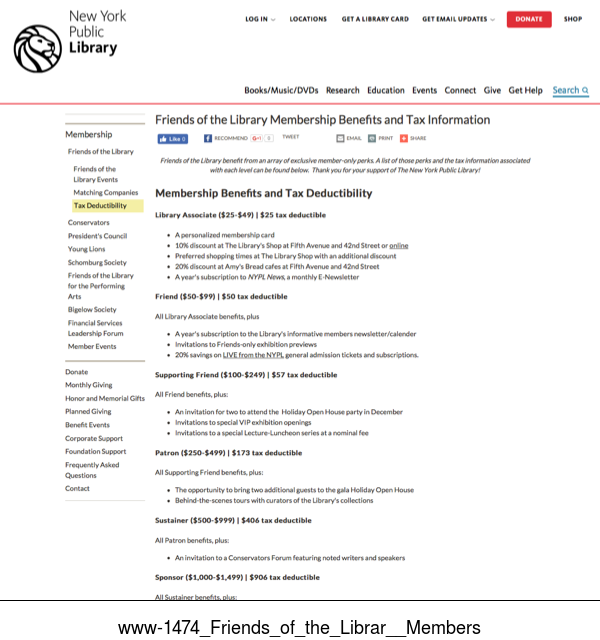 New York
Public
Library
LOG IN
LOCATIONS
GET A LIBRARY CARD
GET EMAIL UPDATES
DONATE
SHOP
Books/Music/DVDs Research Education Events Connect Give Get Help Search
Friends of the Library Membership Benefits and Tax Information
Like 0
RECOMMEND
G+1 3
TWEET
EMAIL
PRINT
SHARE
Friends of the Library benefit from an array of exclusive member-only perks. A list of those perks and the tax information associated
with each level can be found below. Thank you for your support of The New York Public Library!
Membership
Friends of the Library
Friends of the
Library Events
Matching Companies
Tax Deductibility
Conservators
President's Council
Young Lions
Schomburg Society
Friends of the Library
for the Performing
Arts
Bigelow Society
Financial Services
Leadership Forum
Member Events
Donate
Monthly Giving
Honor and Memorial Gifts
Planned Giving
Benefit Events
Corporate Support
Foundation Support
Frequently Asked
Questions
Contact
Membership Benefits and Tax Deductibility
Library Associate ($25-$49) | $25 tax deductible
• A personalized membership card
• 10% discount at The Library's Shop at Fifth Avenue and 42nd Street or online
• Preferred shopping times at The Library Shop with an additional discount
• 20% discount at Amy's Bread cafes at Fifth Avenue and 42nd Street
• A year's subscription to NYPL News, a monthly E-Newsletter
Friend ($50-$99) | $50 tax deductible
All Library Associate benefits, plus
• A year's subscription to the Library's informative members newsletter/calender
• Invitations to Friends-only exhibition previews
• 20% savings on LIVE from the NYPL general admission tickets and subscriptions.
Supporting Friend ($100-$249) | $57 tax deductible
All Friend benefits, plus:
• An invitation for two to attend the Holiday Open House party in December
• Invitations to special VIP exhibition openings
• Invitations to a special Lecture-Luncheon series at a nominal fee
Patron ($250-$499) | $173 tax deductible
All Supporting Friend benefits, plus:
• The opportunity to bring two additional guests to the gala Holiday Open House
• Behind-the-scenes tours with curators of the Library's collections
Sustainer ($500-$999) | $406 tax deductible
All Patron benefits, plus:
• An invitation to a Conservators Forum featuring noted writers and speakers
Sponsor ($1,000-$1,499) | $906 tax deductible
All Sustainer benefits, plus:
www-1474_Friends_of_the_Librar__Members